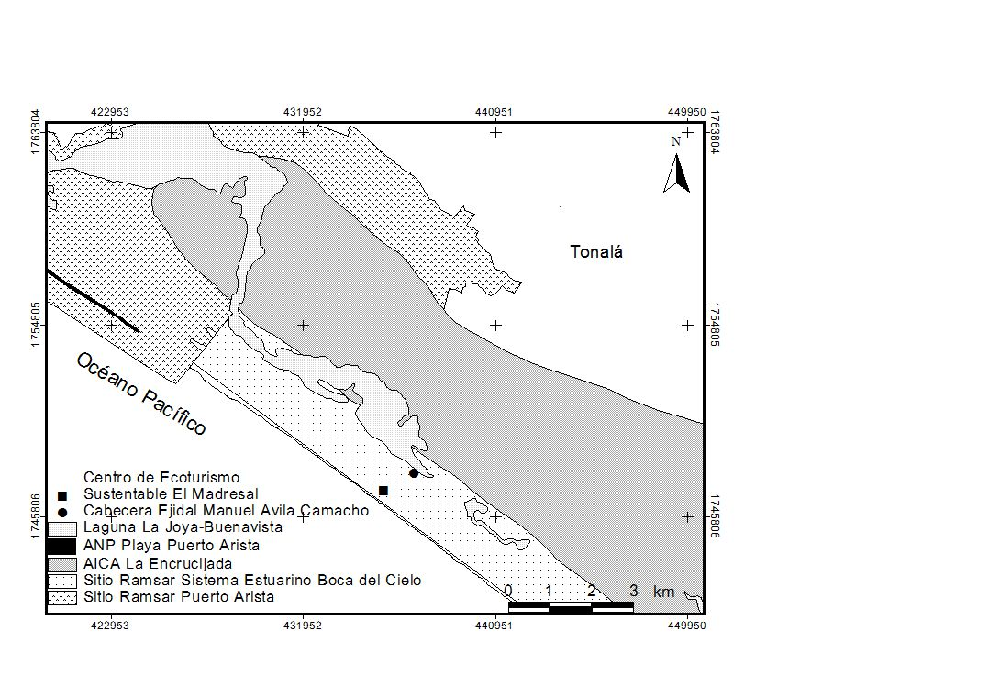 422953 431952 440951 449950
1763804 1763804
N
Tonalá
1754805 1754805
Océano Pacífico
Centro de Ecoturismo
Sustentable El Madresal
Cabecera Ejidal Manuel Avila Camacho
1745806 1745806
Laguna La Joya-Buenavista
ANP Playa Puerto Arista
AICA La Encrucijada
Sitio Ramsar Sistema Estuarino Boca del Cielo
Sitio Ramsar Puerto Arista
0 1 2 3 km
422953 431952 440951 449950